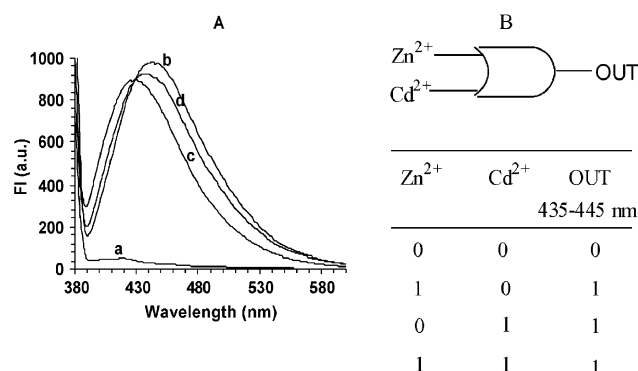 A
1000
800
600
400
200
0
FI (a.u.)
380
430
480
530
580
Wavelength (nm)
a
b
c
d
B
Zn²⁺
Cd²⁺
OUT
Zn²⁺ Cd²⁺ OUT
435-445 nm
0 0 0
1 0 1
0 1 1
1 1 1